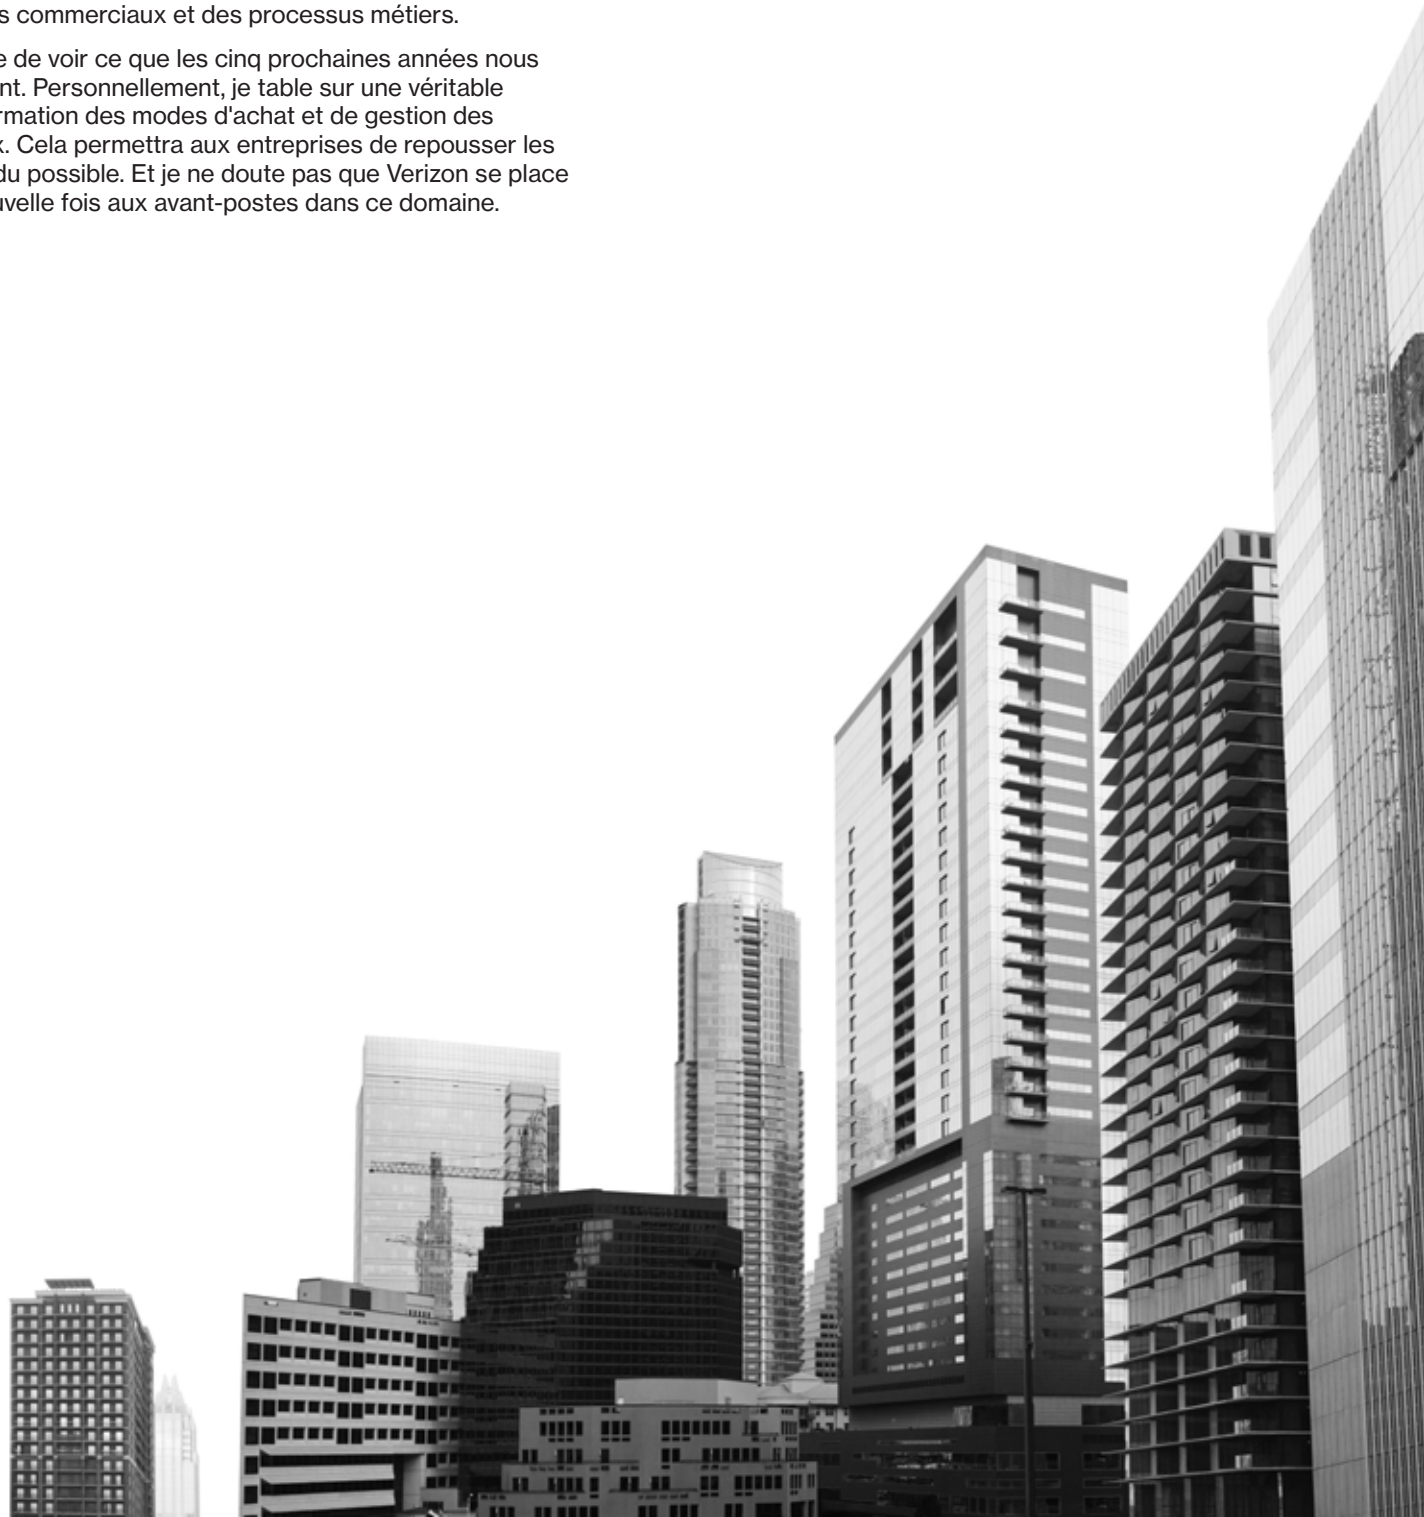 s commerciaux et des processus métiers.
e de voir ce que les cinq prochaines années nous
nt. Personnellement, je table sur une véritable
rmation des modes d'achat et de gestion des
x. Cela permettra aux entreprises de repousser les
du possible. Et je ne doute pas que Verizon se place
uvelle fois aux avant-postes dans ce domaine.